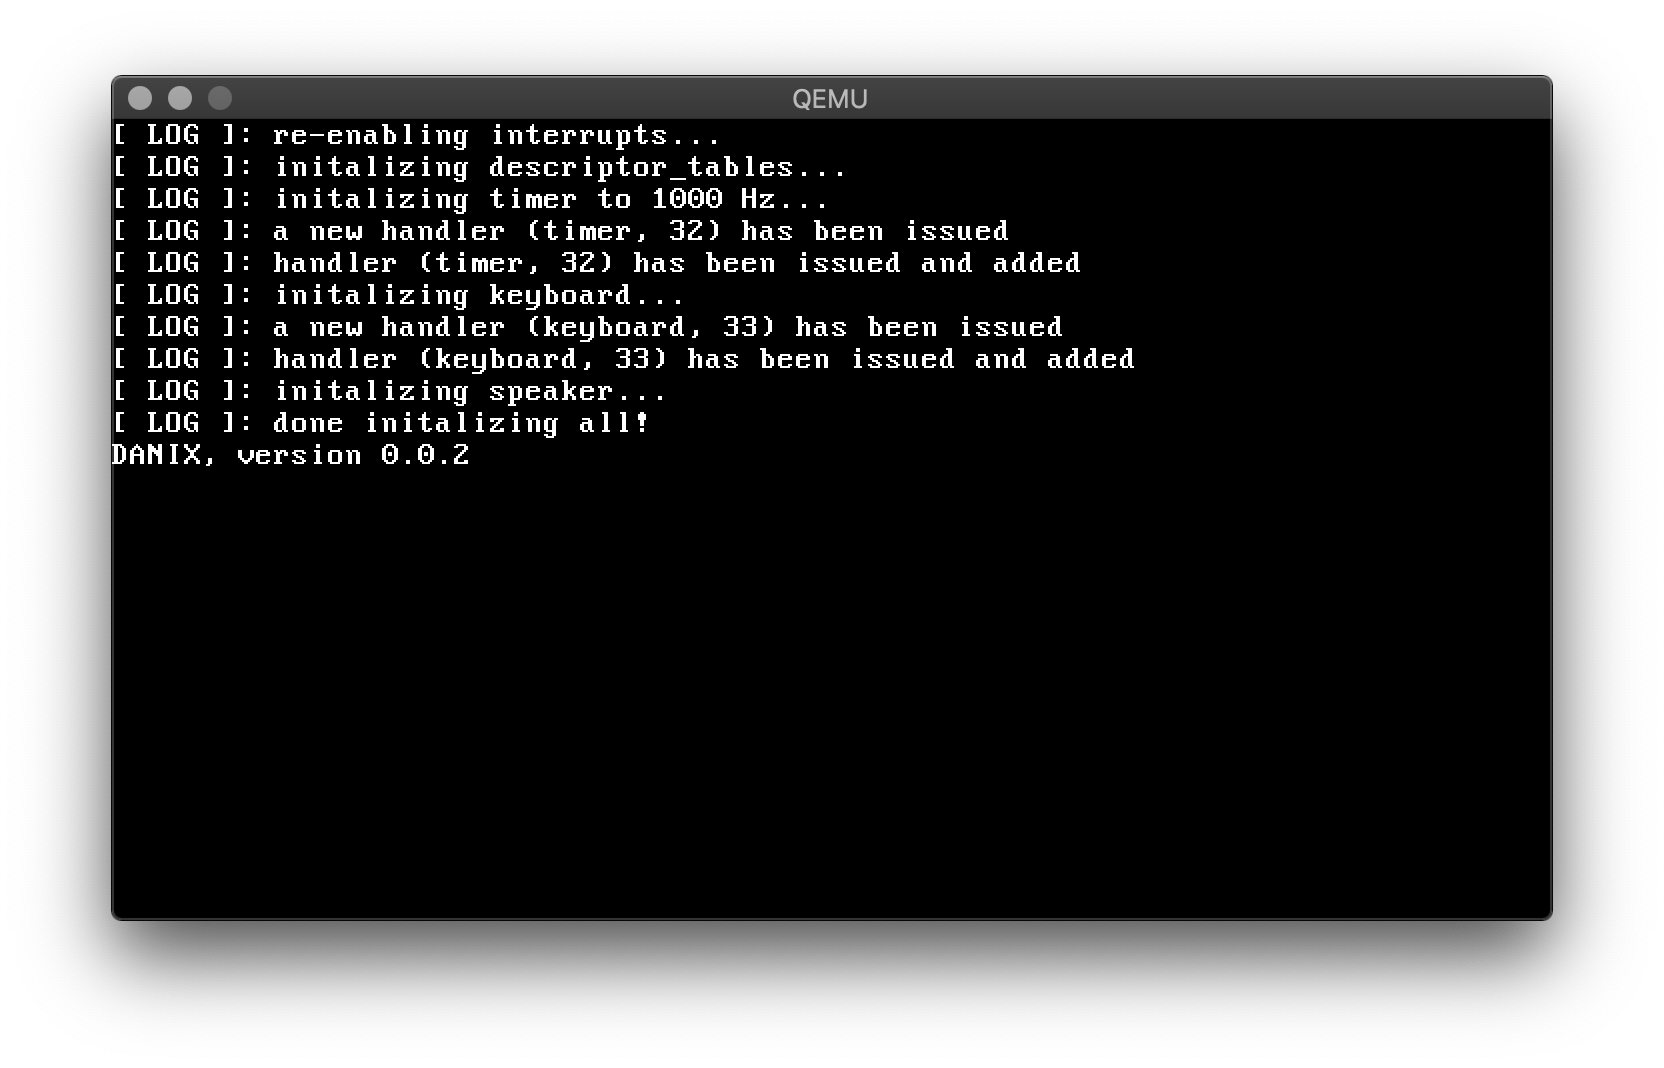 QEMU
[ LOG ]: re-enabling interrupts...
[ LOG ]: initalizing descriptor_tables...
[ LOG ]: initalizing timer to 1000 Hz...
[ LOG ]: a new handler (timer, 32) has been issued
[ LOG ]: handler (timer, 32) has been issued and added
[ LOG ]: initalizing keyboard...
[ LOG ]: a new handler (keyboard, 33) has been issued
[ LOG ]: handler (keyboard, 33) has been issued and added
[ LOG ]: initalizing speaker...
[ LOG ]: done initalizing all!
DANIX, version 0.0.2